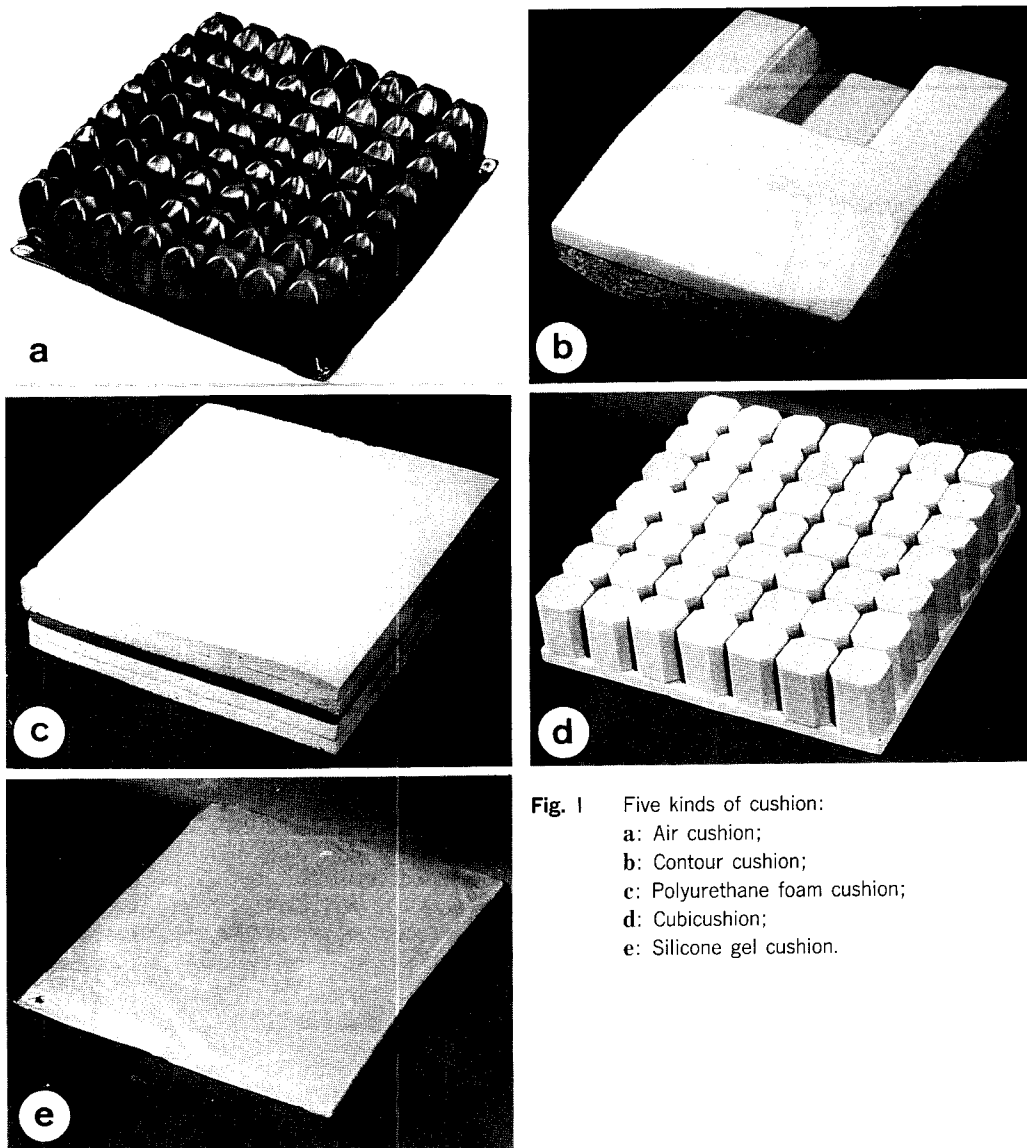 a
b
c
d
e
Fig. 1 Five kinds of cushion:
a: Air cushion;
b: Contour cushion;
c: Polyurethane foam cushion;
d: Cubicushion;
e: Silicone gel cushion.